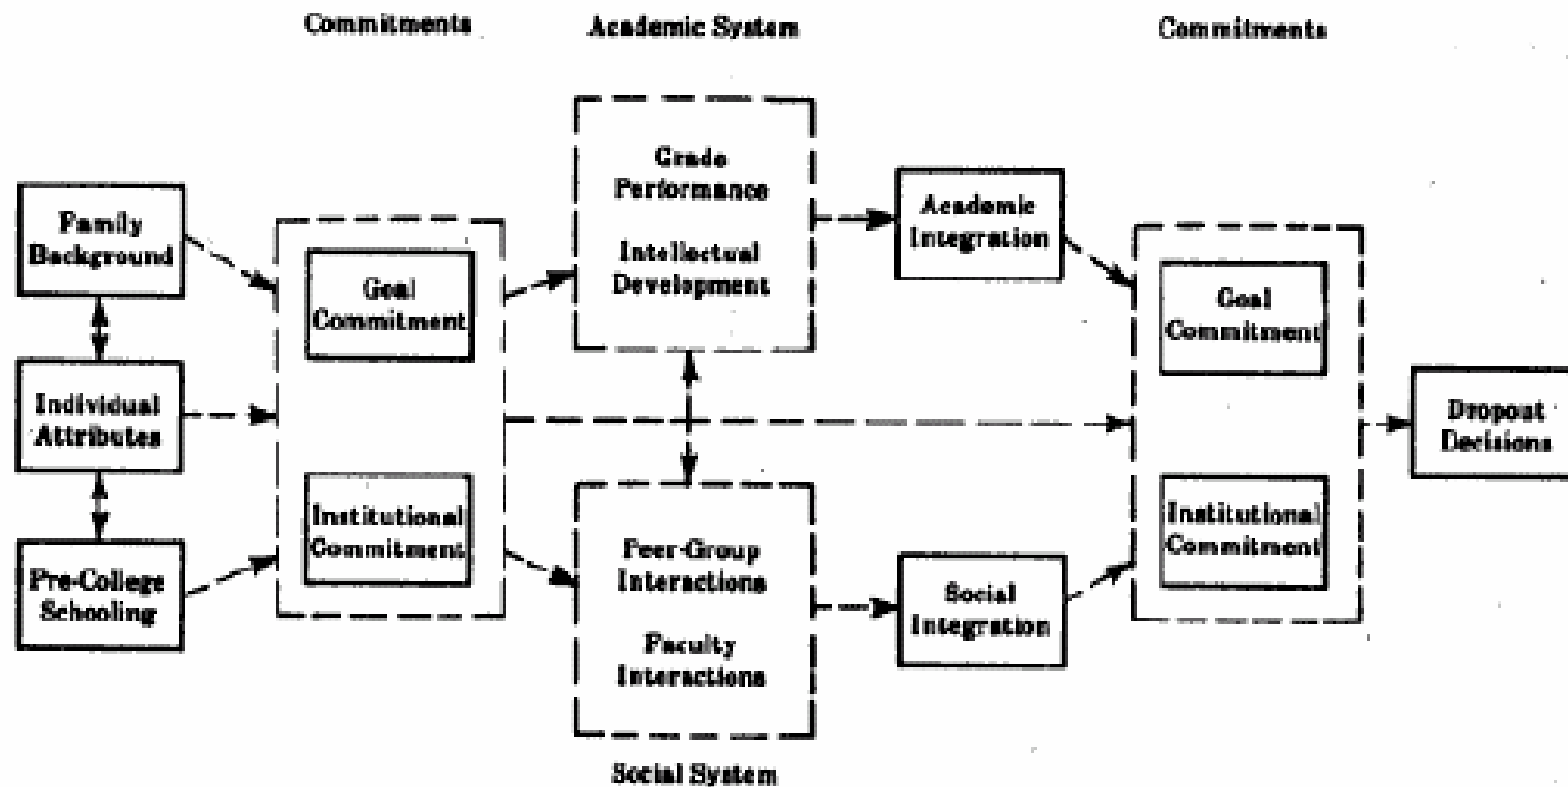 Commitments
Academic System
Commitments
Family
Background
Individual
Attributes
Pre-College
Schooling
Goal
Commitment
Institutional
Commitment
Grade
Performance
Intellectual
Development
Peer-Group
Interactions
Faculty
Interactions
Social System
Academic
Integration
Social
Integration
Goal
Commitment
Institutional
Commitment
Dropout
Decisions